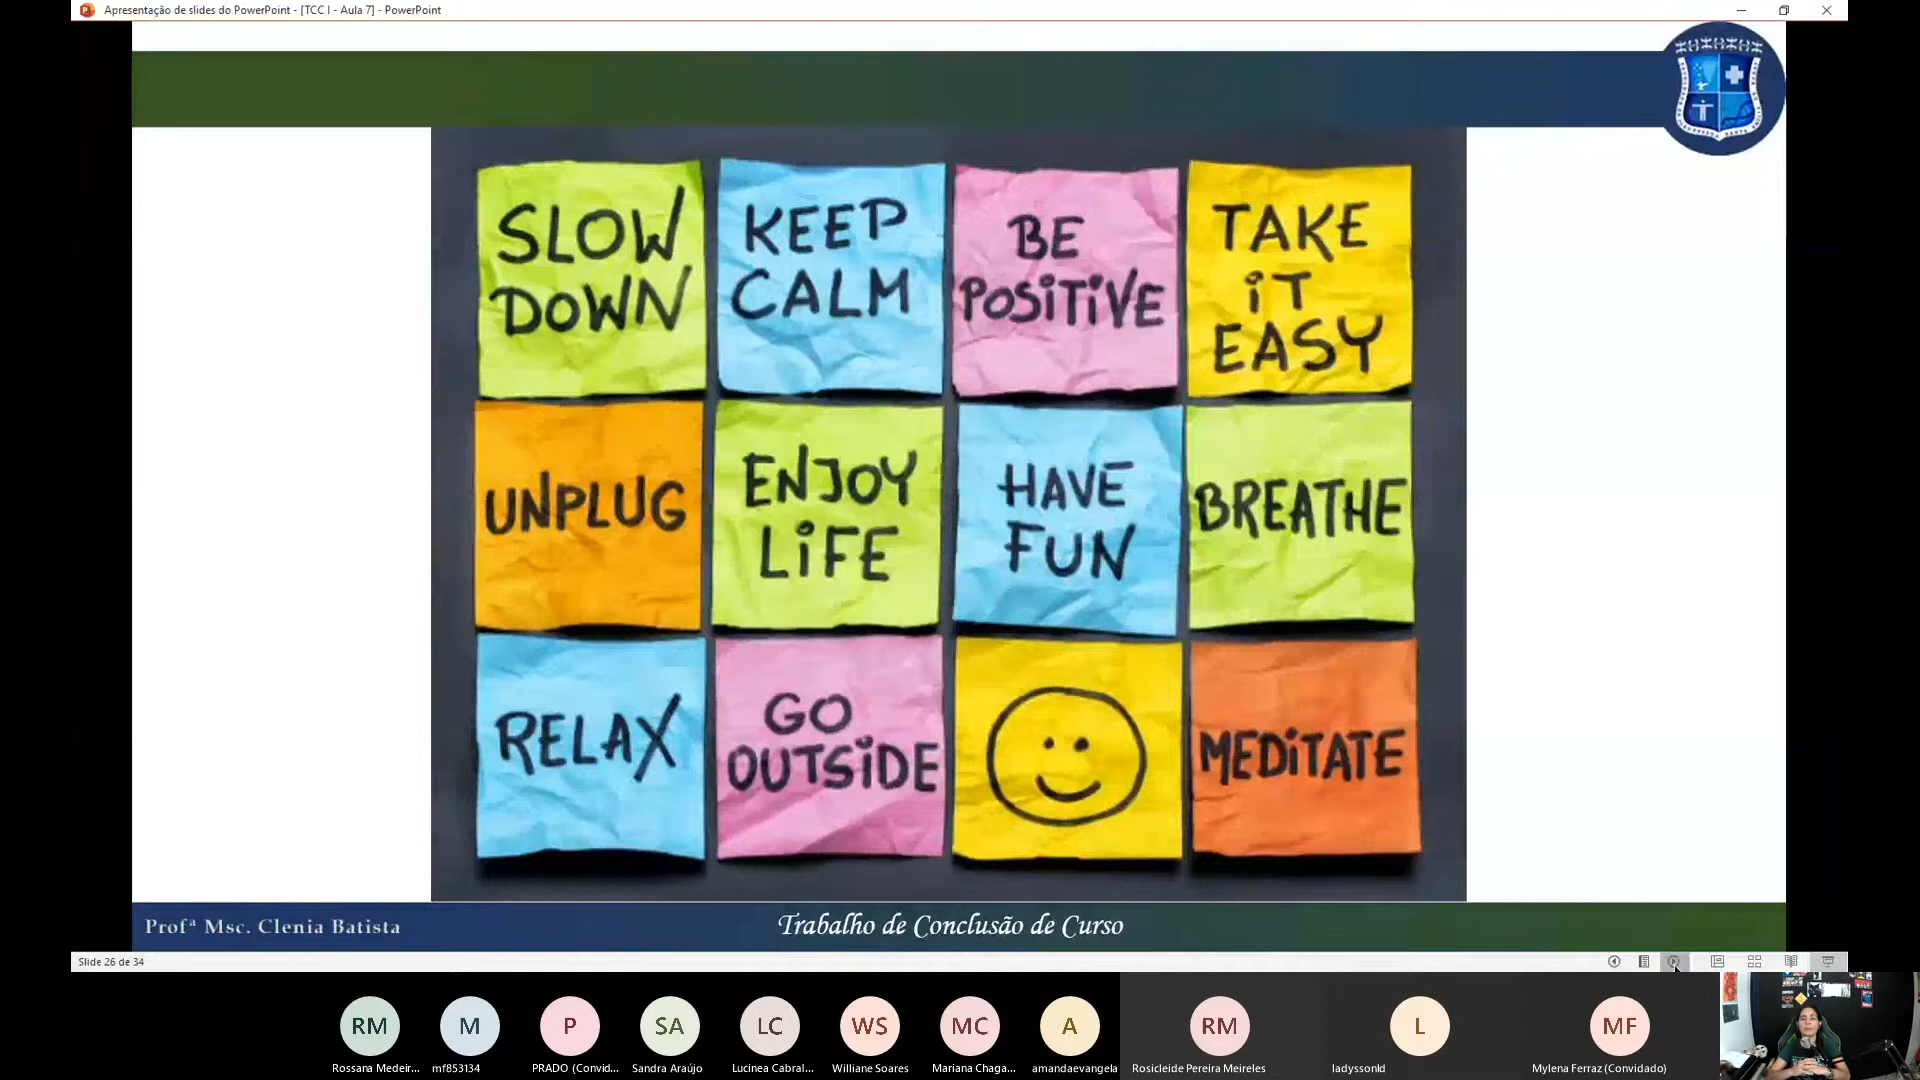 Apresentação de slides do PowerPoint - [TCC I - Aula 7] - PowerPoint
SLOW
DOWN
KEEP
CALM
BE
POSiTiVE
TAKE
iT
EASY
UNPLUG
ENJOY
LiFE
HAVE
FUN
BREATHE
RELAX
GO
OUTSiDE
MEDiTATE
Profª Msc. Clenia Batista
Trabalho de Conclusão de Curso
Slide 26 de 34
RM
M
P
SA
LC
WS
MC
A
RM
L
MF
Rossana Medeir...
mf853134
PRADO (Convid...
Sandra Araújo
Lucinea Cabral...
Williane Soares
Mariana Chaga...
amandaevangela
Rosicleide Pereira Meireles
ladyssonld
Mylena Ferraz (Convidado)